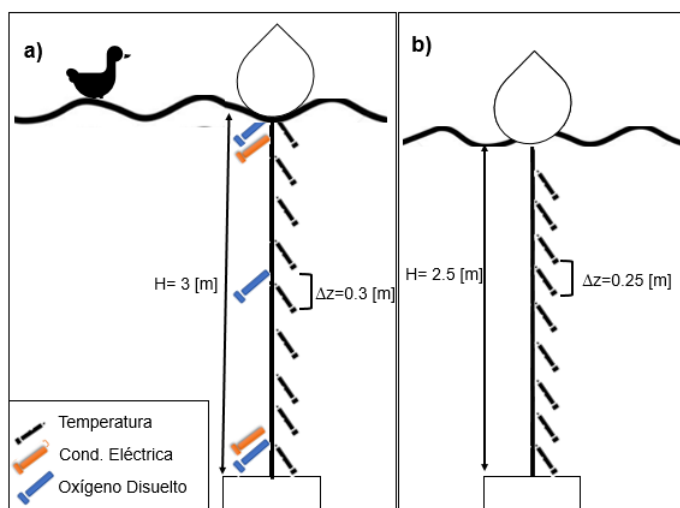 a)
H= 3 [m]
Δz=0.3 [m]
Temperatura
Cond. Eléctrica
Oxígeno Disuelto
b)
H= 2.5 [m]
Δz=0.25 [m]